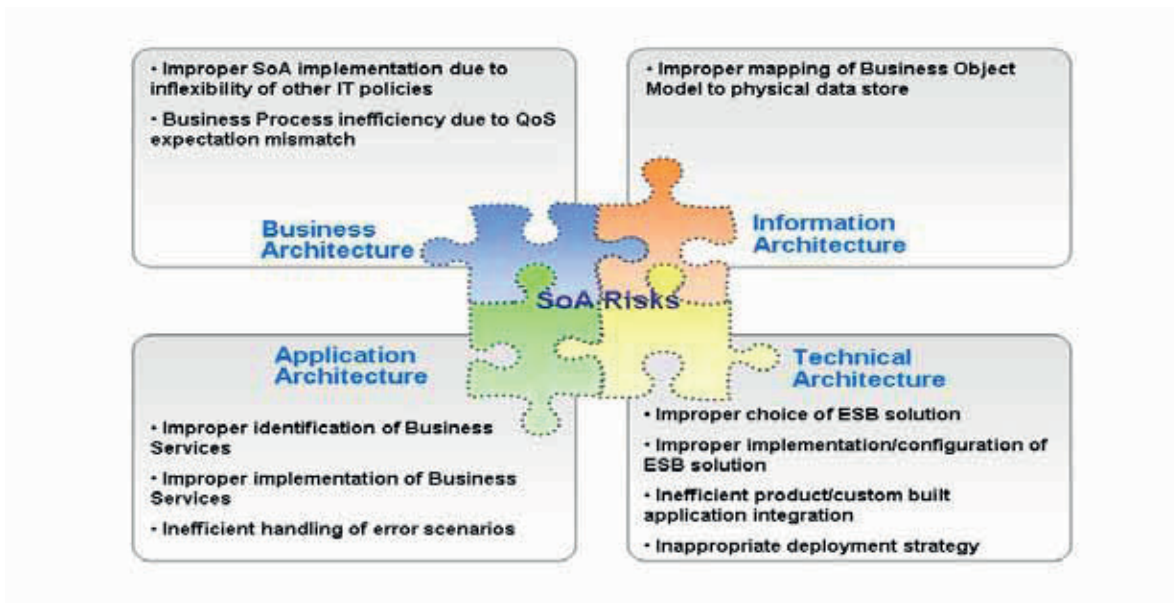 • Improper SoA implementation due to
inflexibility of other IT policies
• Business Process inefficiency due to QoS
expectation mismatch
Business
Architecture
• Improper mapping of Business Object
Model to physical data store
Information
Architecture
SoA Risks
Application
Architecture
• Improper identification of Business
Services
• Improper implementation of Business
Services
• Inefficient handling of error scenarios
Technical
Architecture
• Improper choice of ESB solution
• Improper implementation/configuration of
ESB solution
• Inefficient product/custom built
application integration
• Inappropriate deployment strategy